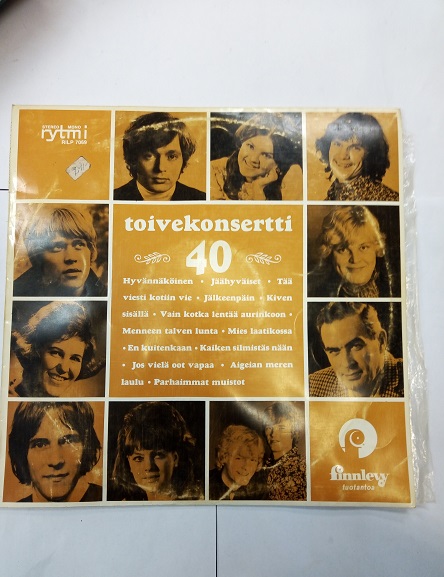 STEREO MONO
rytmi
RILP 7069
toivekonsertti
40
Hyvännäköinen • Jäähyväiset • Tää
viesti kotiin vie • Jälkeenpäin • Kiven
sisällä • Vain kotka lentää aurinkoon •
Menneen talven lunta • Mies laatikossa
• En kuitenkaan • Kaiken silmistäs nään
• Jos vielä oot vapaa • Aigeian meren
laulu • Parhaimmat muistot
finnlevy
tuotantoa